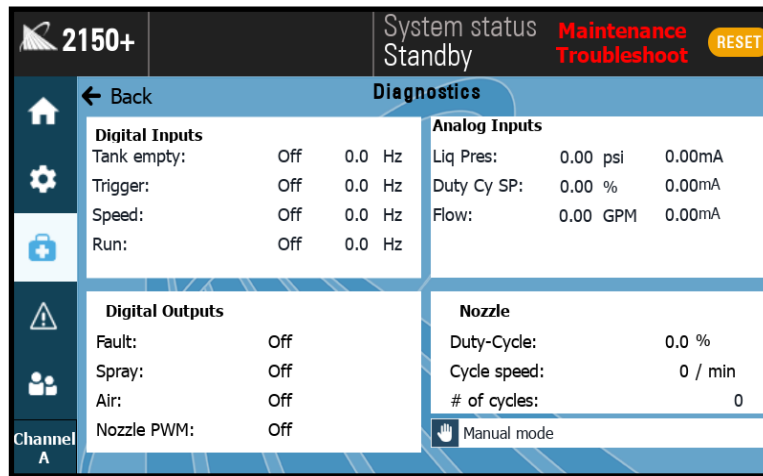 2150+
System status
Standby
Maintenance
Troubleshoot
RESET
Back
Diagnostics
Digital Inputs
Tank empty: Off 0.0 Hz
Trigger: Off 0.0 Hz
Speed: Off 0.0 Hz
Run: Off 0.0 Hz
Analog Inputs
Liq Pres: 0.00 psi 0.00mA
Duty Cy SP: 0.00 % 0.00mA
Flow: 0.00 GPM 0.00mA
Digital Outputs
Fault: Off
Spray: Off
Air: Off
Nozzle PWM: Off
Nozzle
Duty-Cycle: 0.0 %
Cycle speed: 0 / min
# of cycles: 0
Manual mode
Channel
A